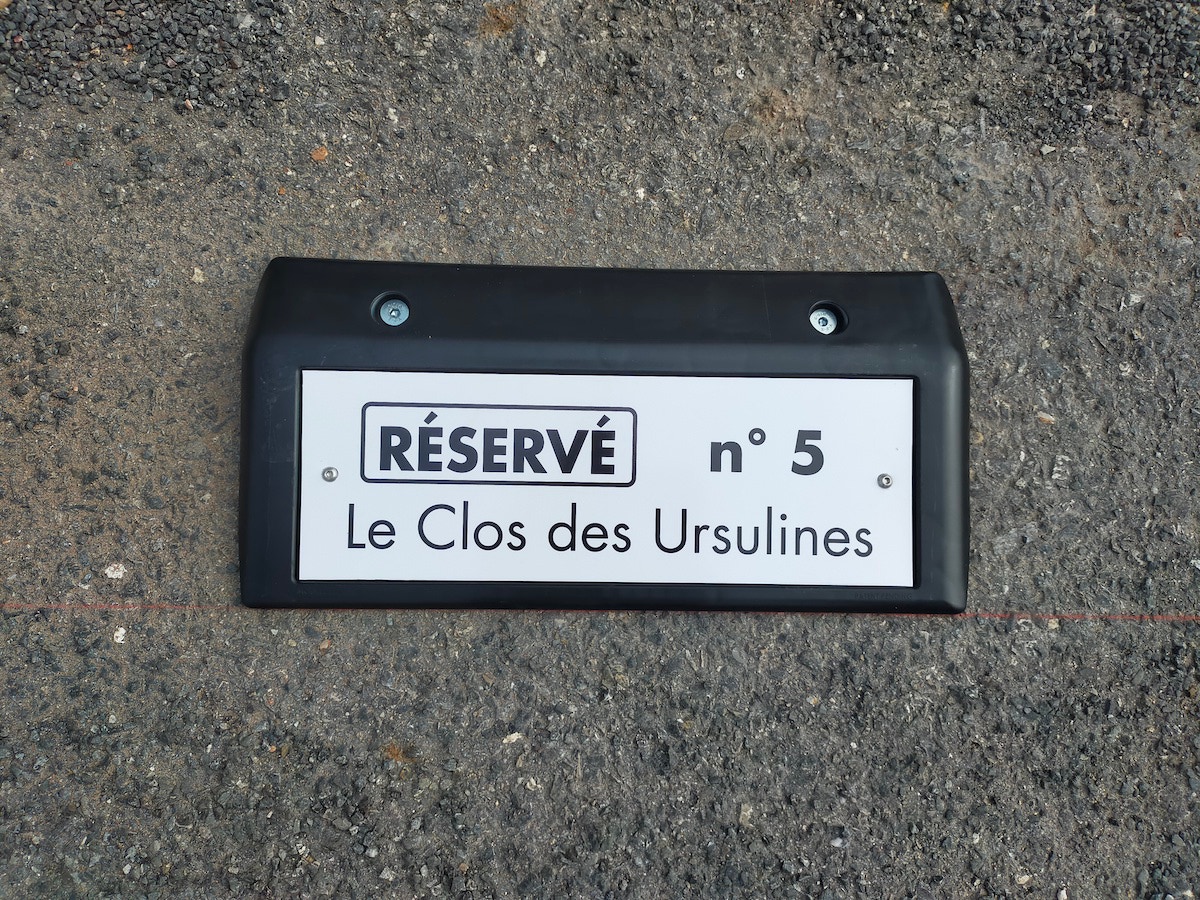 RÉSERVÉ n° 5
Le Clos des Ursulines